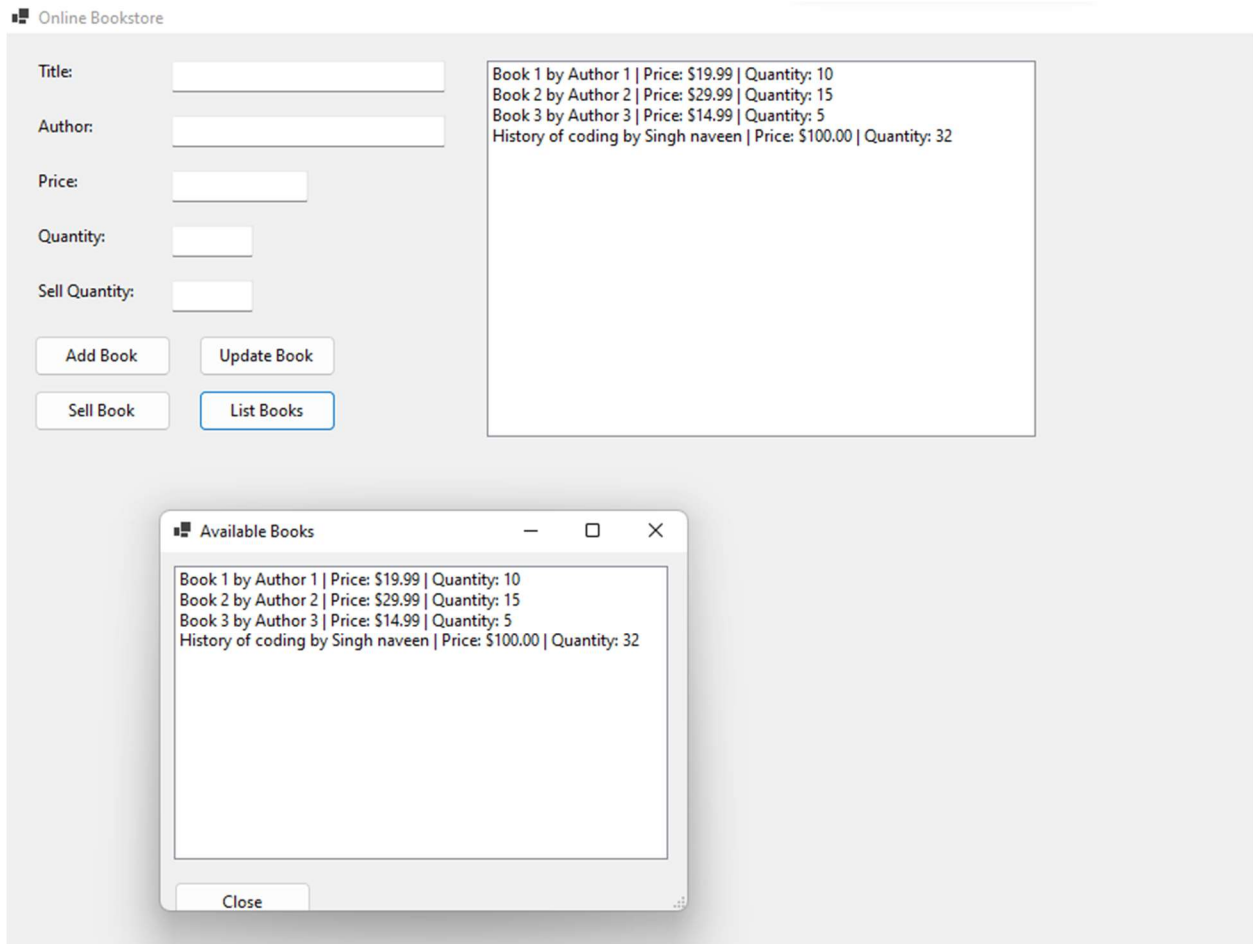 Online Bookstore
Title:
Author:
Price:
Quantity:
Sell Quantity:
Add Book
Update Book
Sell Book
List Books
Book 1 by Author 1 | Price: $19.99 | Quantity: 10
Book 2 by Author 2 | Price: $29.99 | Quantity: 15
Book 3 by Author 3 | Price: $14.99 | Quantity: 5
History of coding by Singh naveen | Price: $100.00 | Quantity: 32
Available Books
Book 1 by Author 1 | Price: $19.99 | Quantity: 10
Book 2 by Author 2 | Price: $29.99 | Quantity: 15
Book 3 by Author 3 | Price: $14.99 | Quantity: 5
History of coding by Singh naveen | Price: $100.00 | Quantity: 32
Close